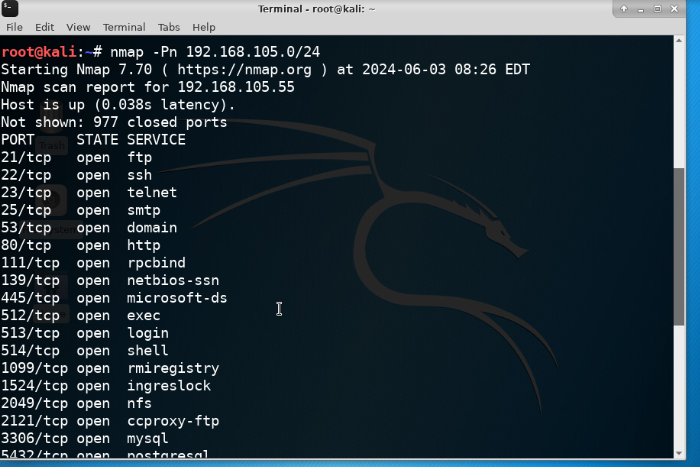 Terminal - root@kali: ~
File Edit View Terminal Tabs Help
root@kali:~# nmap -Pn 192.168.105.0/24
Starting Nmap 7.70 ( https://nmap.org ) at 2024-06-03 08:26 EDT
Nmap scan report for 192.168.105.55
Host is up (0.038s latency).
Not shown: 977 closed ports
PORT     STATE SERVICE
21/tcp   open  ftp
22/tcp   open  ssh
23/tcp   open  telnet
25/tcp   open  smtp
53/tcp   open  domain
80/tcp   open  http
111/tcp  open  rpcbind
139/tcp  open  netbios-ssn
445/tcp  open  microsoft-ds
512/tcp  open  exec
513/tcp  open  login
514/tcp  open  shell
1099/tcp open  rmiregistry
1524/tcp open  ingreslock
2049/tcp open  nfs
2121/tcp open  ccproxy-ftp
3306/tcp open  mysql
5432/tcp open  postgresql
Trash